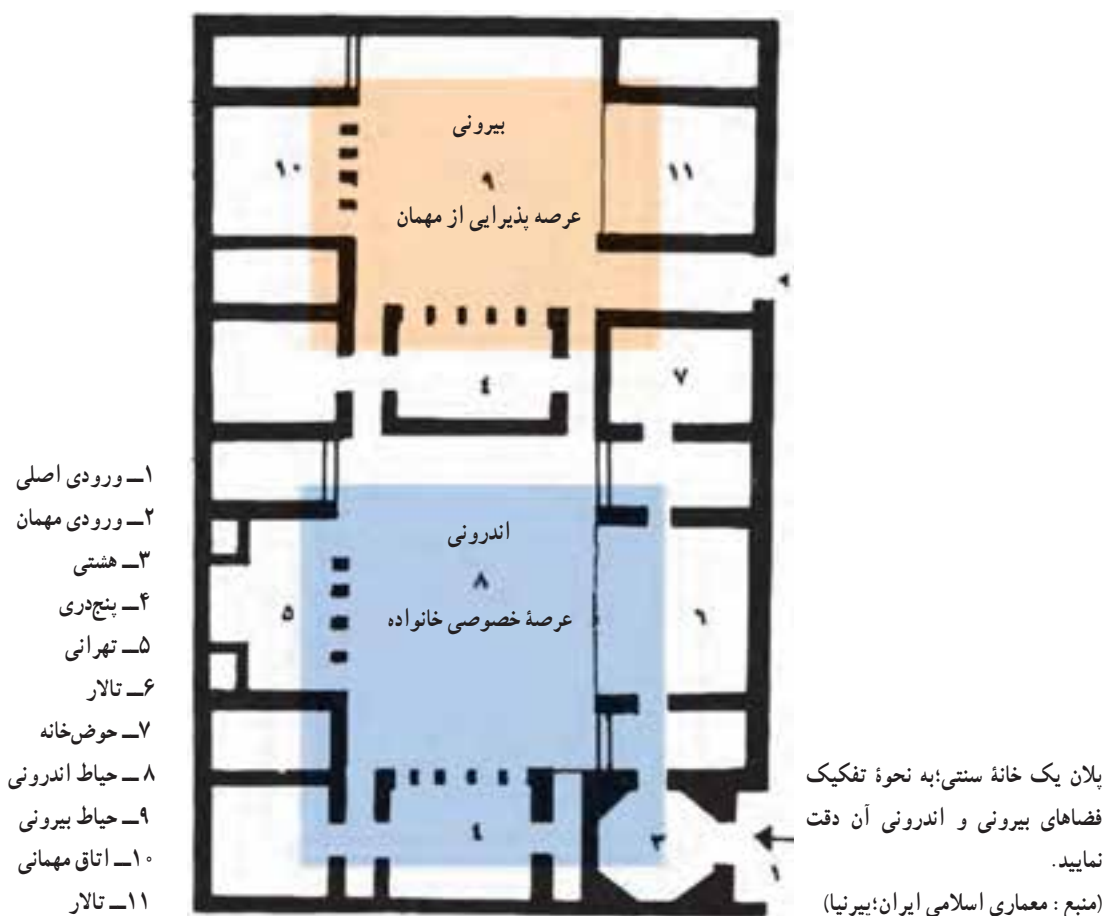 بیرونی
۱۰
۹
۱۱
عرصه پذیرایی از مهمان
۴
۷
اندرونی
۸
۵
عرصهٔ خصوصی خانواده
۶
۴
۳
۱
۱ــ ورودی اصلی
۲ــ ورودی مهمان
۳ــ هشتی
۴ــ پنج‌دری
۵ــ تهرانی
۶ــ تالار
۷ــ حوض‌خانه
۸ ــ حیاط اندرونی
۹ــ حیاط بیرونی
۱۰ــ اتاق مهمانی
۱۱ــ تالار
پلان یک خانهٔ سنتی؛به نحوهٔ تفکیک
فضاهای بیرونی و اندرونی آن دقت
نمایید.
(منبع : معماری اسلامی ایران؛پیرنیا)